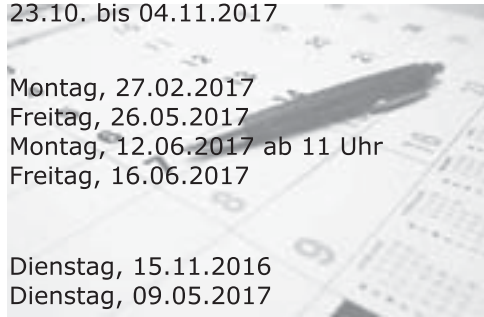 23.10. bis 04.11.2017
Montag, 27.02.2017
Freitag, 26.05.2017
Montag, 12.06.2017 ab 11 Uhr
Freitag, 16.06.2017
Dienstag, 15.11.2016
Dienstag, 09.05.2017